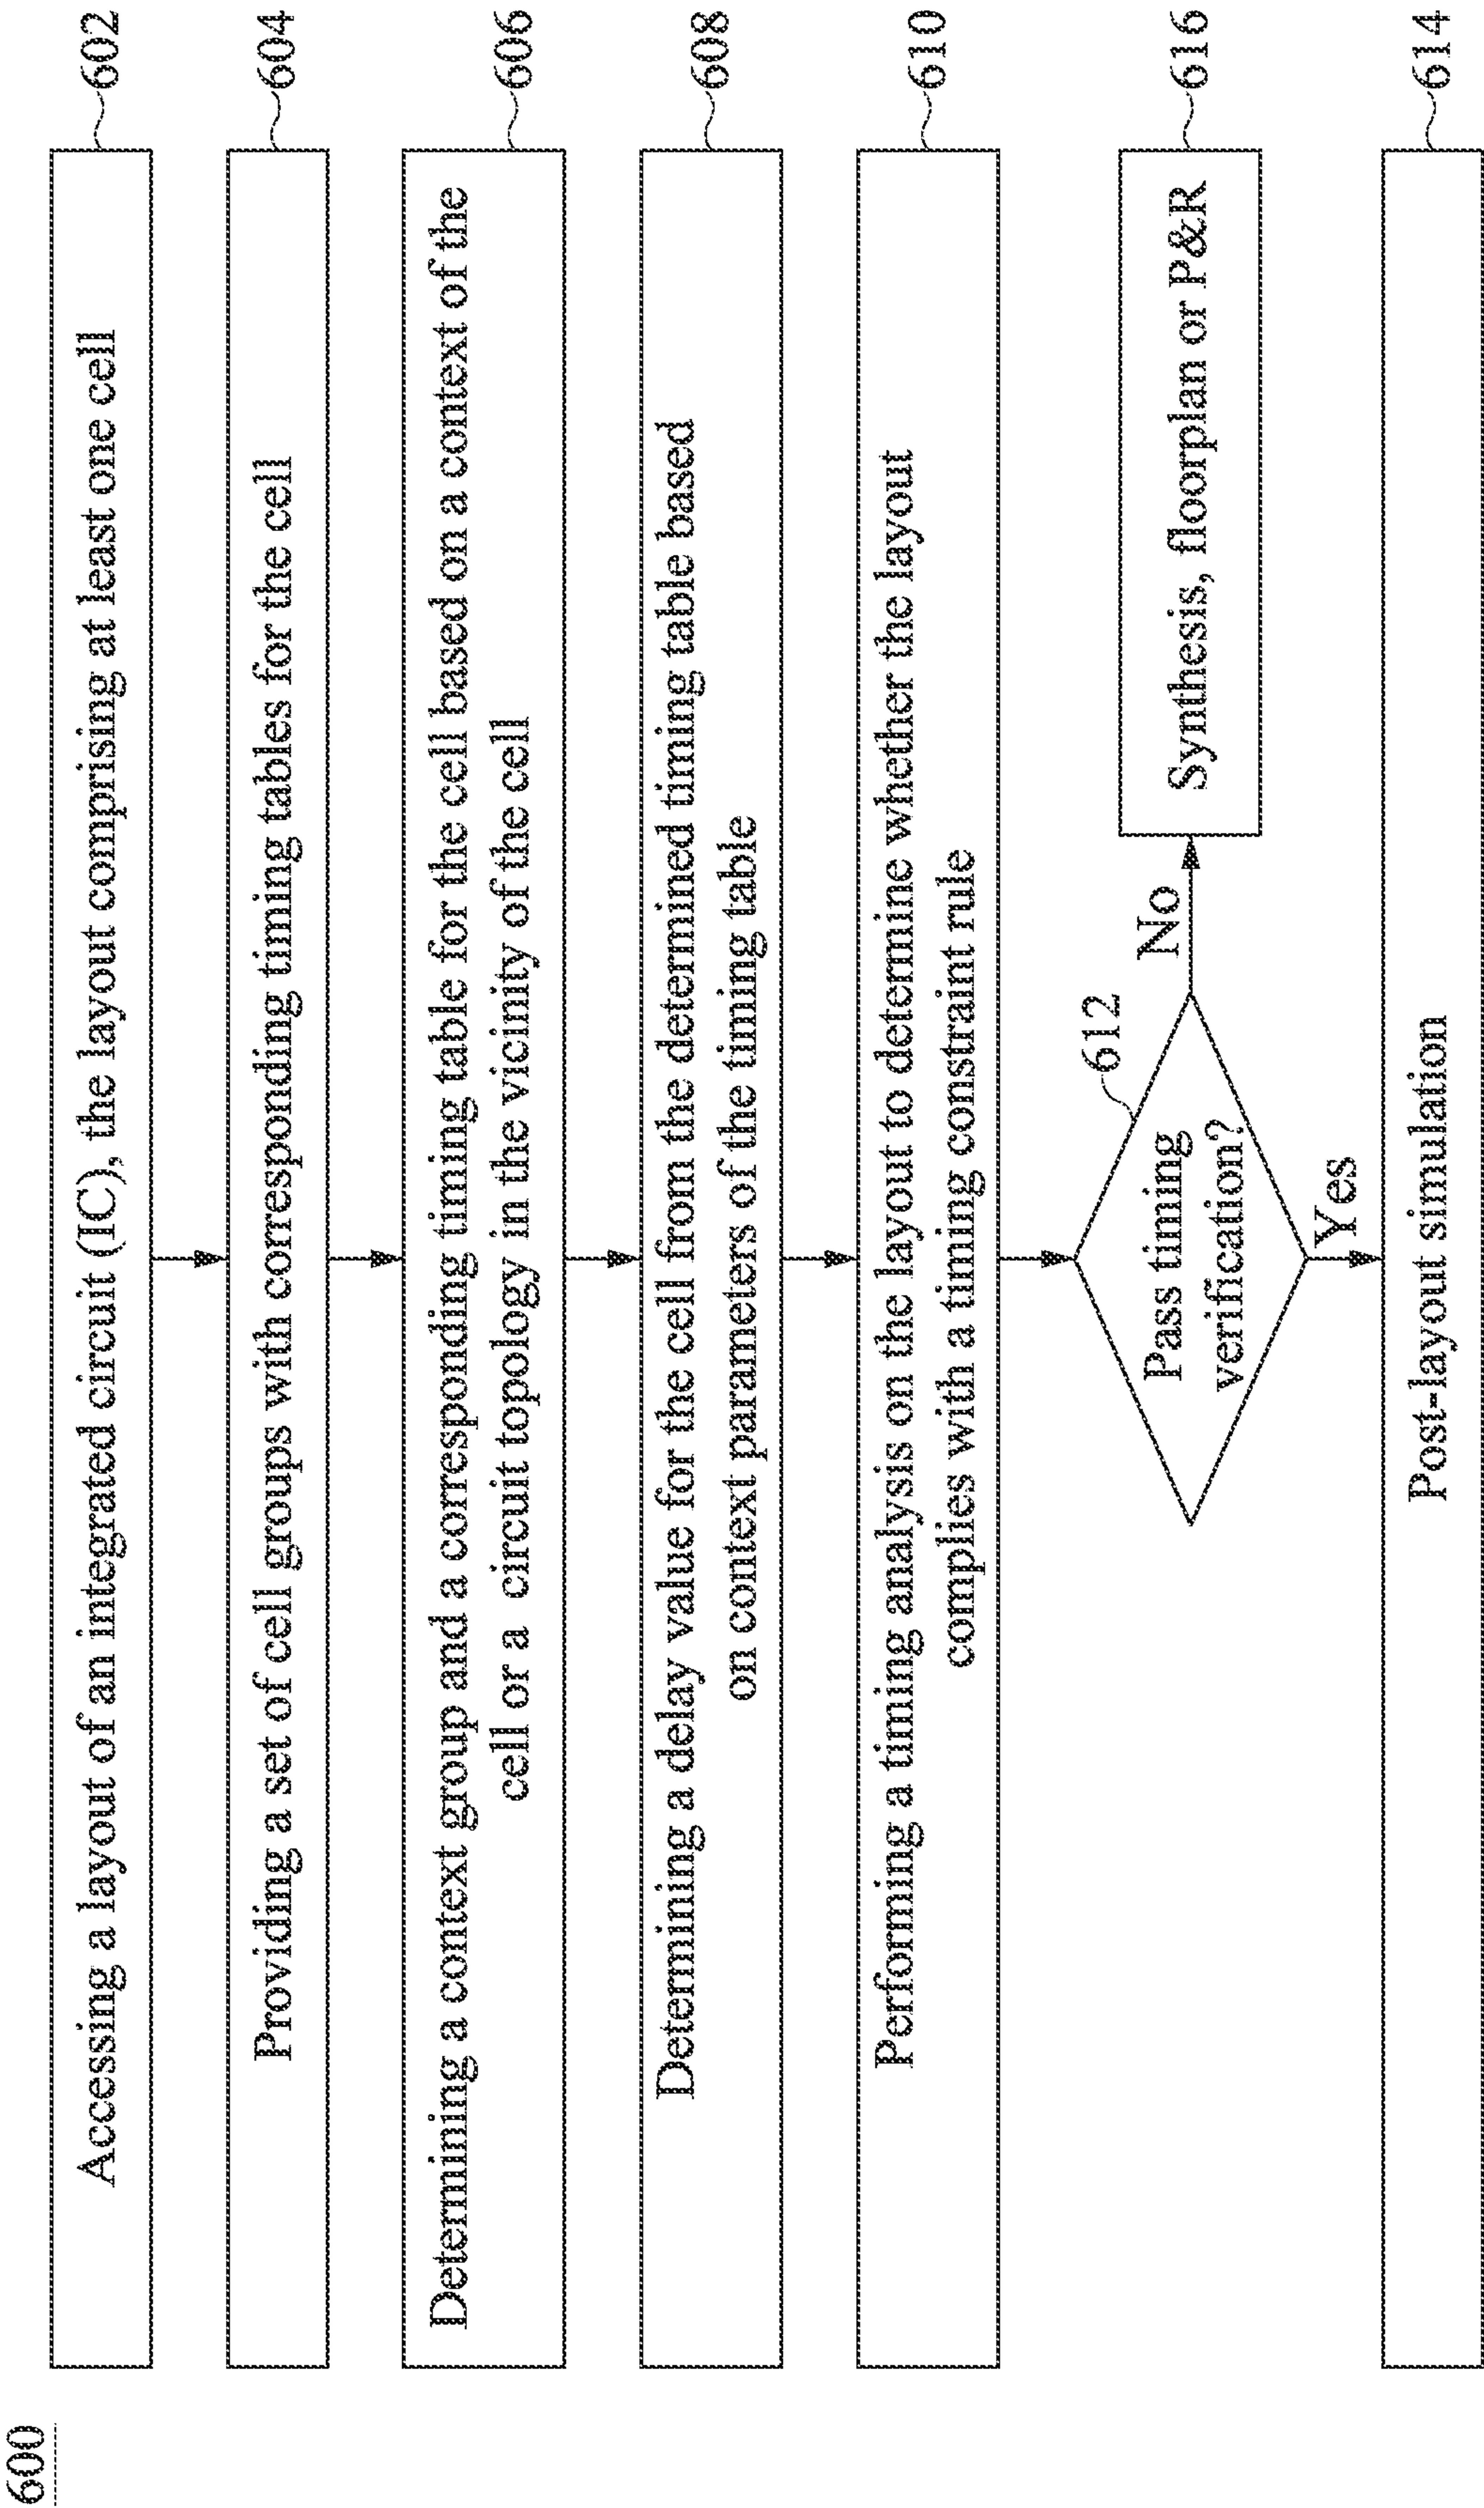 600
Accessing a layout of an integrated circuit (IC), the layout comprising at least one cell
602
Providing a set of cell groups with corresponding timing tables for the cell
604
Determining a context group and a corresponding timing table for the cell based on a context of the
cell or a circuit topology in the vicinity of the cell
606
Determining a delay value for the cell from the determined timing table based
on context parameters of the timing table
608
Performing a timing analysis on the layout to determine whether the layout
complies with a timing constraint rule
610
Pass timing
verification?
612
No
Synthesis, floorplan or P&R
616
Yes
Post-layout simulation
614